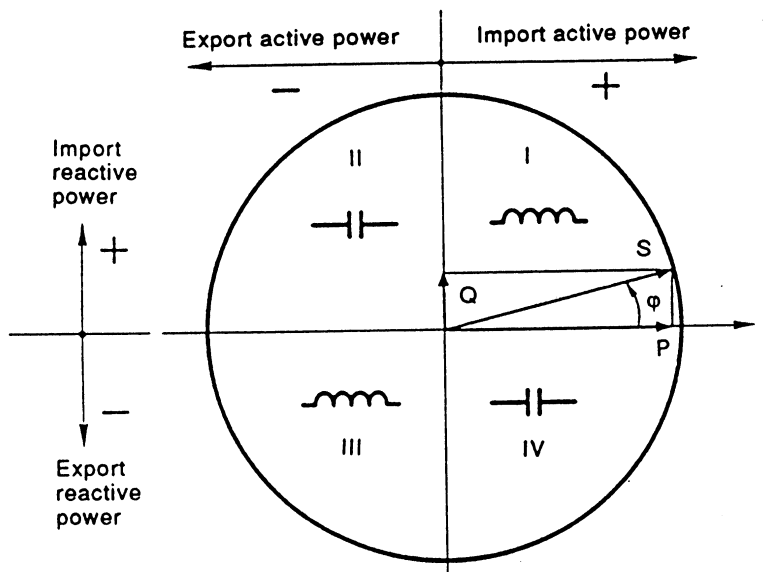 Export active power
Import active power
−
+
II
I
Import
reactive
power
+
S
Q
φ
P
−
III
IV
Export
reactive
power